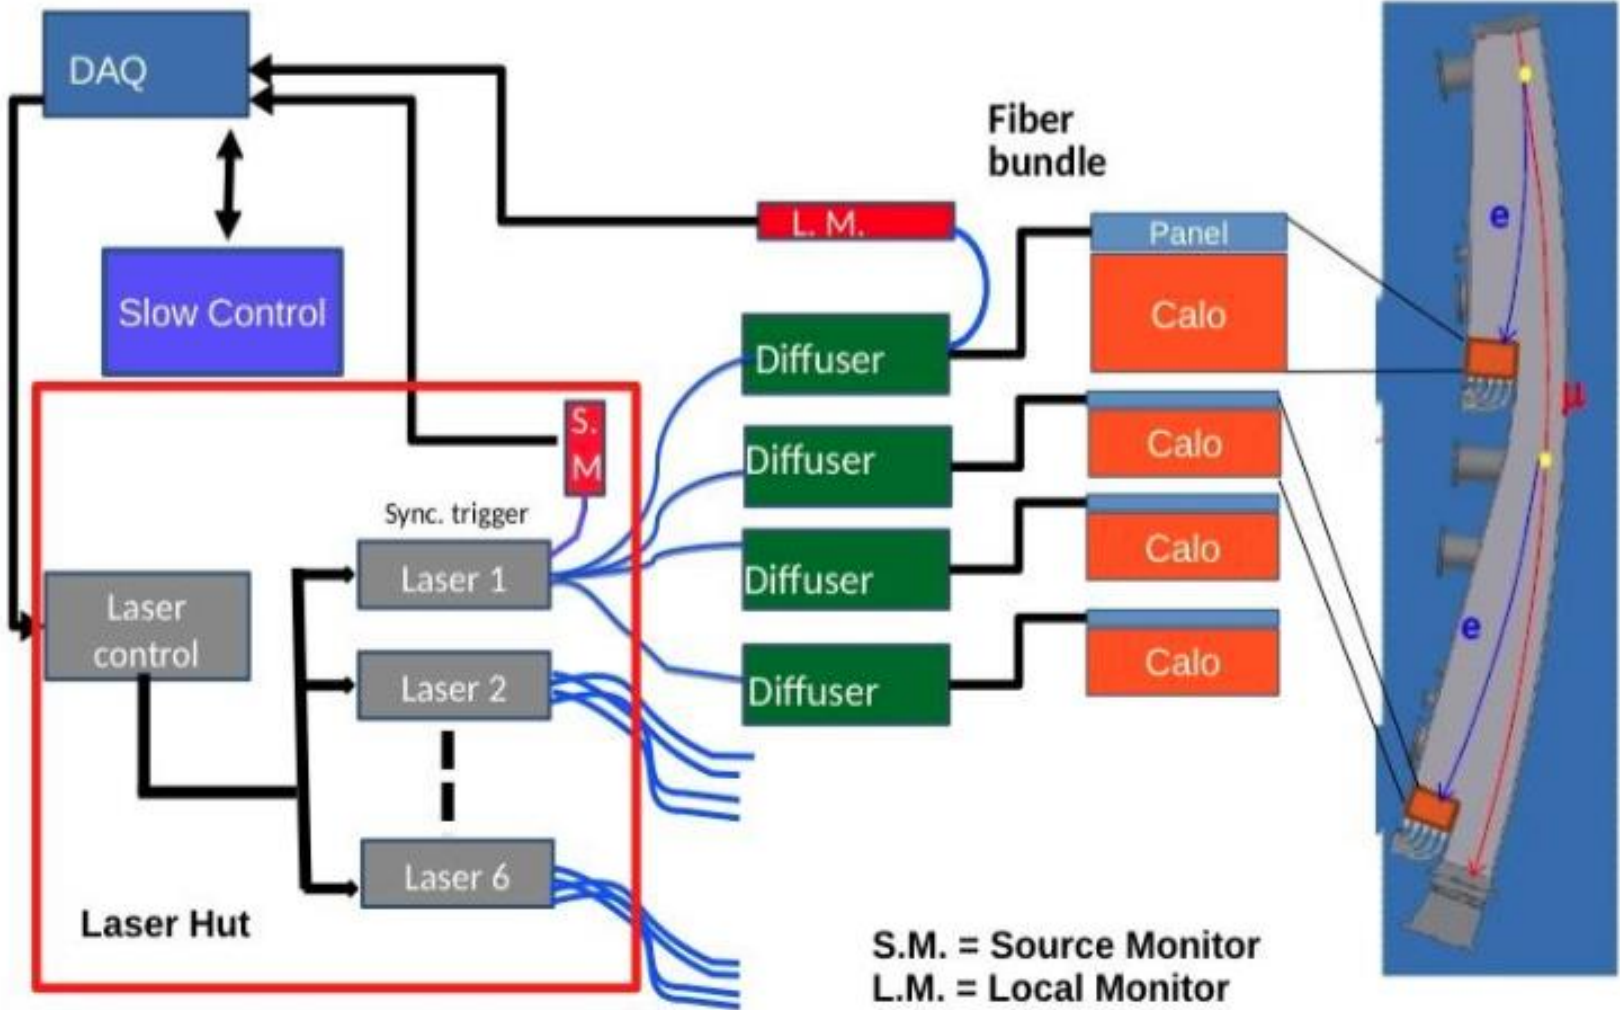 DAQ
Fiber
bundle
L. M.
Panel
e
Calo
Slow Control
Diffuser
μ
S.
M
Calo
Diffuser
Sync. trigger
Calo
Laser 1
Diffuser
Laser
control
e
Calo
Laser 2
Diffuser
Laser 6
Laser Hut
S.M. = Source Monitor
L.M. = Local Monitor